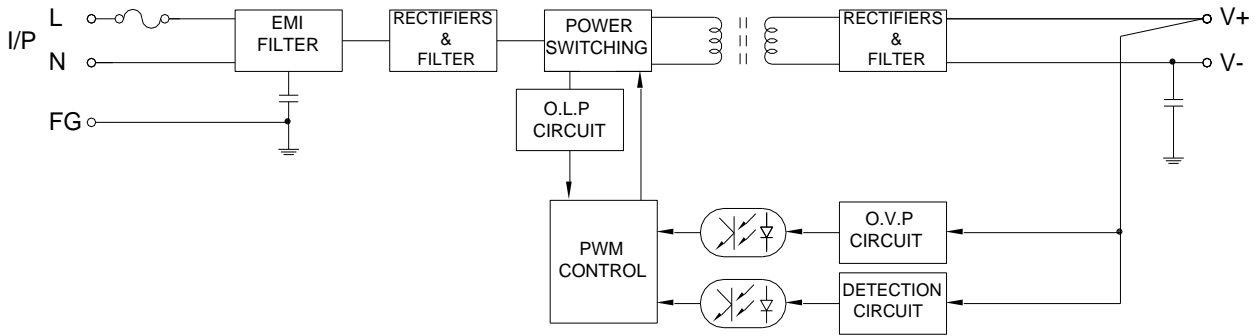 I/P
L
N
FG
EMI
FILTER
RECTIFIERS
&
FILTER
POWER
SWITCHING
RECTIFIERS
&
FILTER
V+
V-
O.L.P
CIRCUIT
PWM
CONTROL
O.V.P
CIRCUIT
DETECTION
CIRCUIT